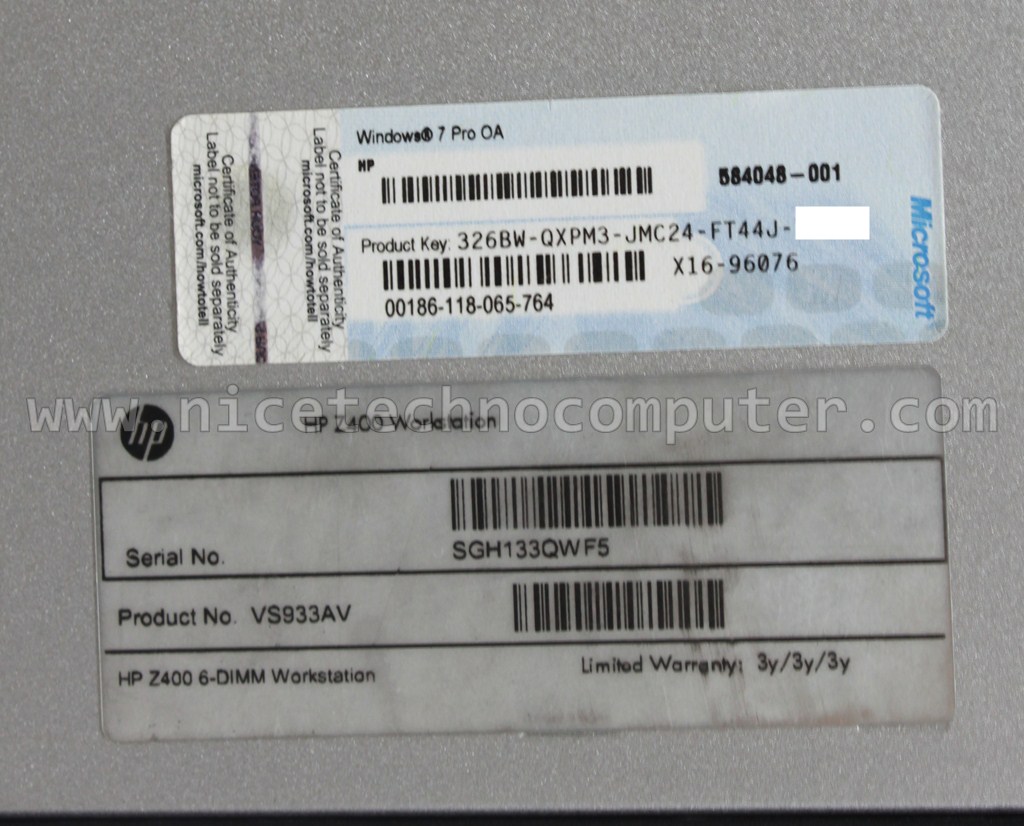 Certificate of Authenticity
Label not to be sold separately
microsoft.com/howtotell
Certificate of Authenticity
Label not to be sold separately
microsoft.com/howtotell
Windows® 7 Pro OA
HP
584048-001
Product Key: 326BW-QXPM3-JMC24-FT44J-
X16-96076
00186-118-065-764
Microsoft
www.nicetechnocomputer.com
hp
HP Z400 Workstation
Serial No.
SGH133QWF5
Product No. VS933AV
HP Z400 6-DIMM Workstation
Limited Warranty: 3y/3y/3y